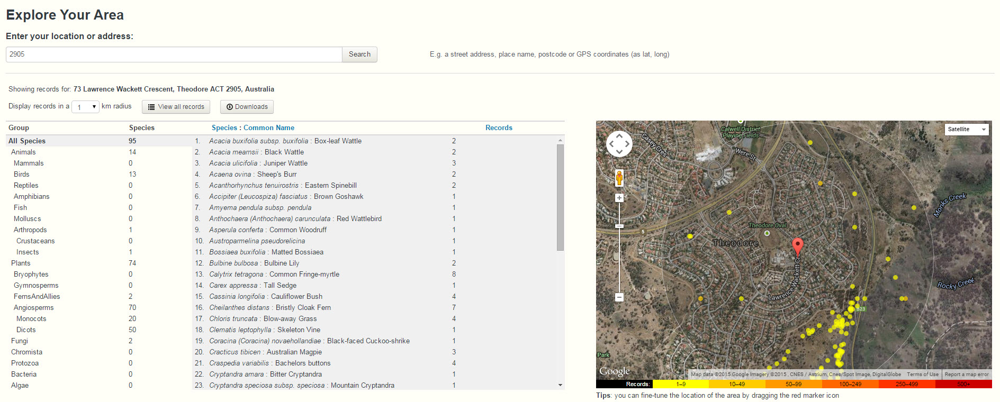 Explore Your Area
Enter your location or address:
2905 Search E.g. a street address, place name, postcode or GPS coordinates (as lat, long)
Showing records for: 73 Lawrence Wackett Crescent, Theodore ACT 2905, Australia
Display records in a 1 km radius View all records Downloads
Group Species Species : Common Name Records
All Species 95 1. Acacia buxifolia subsp. buxifolia : Box-leaf Wattle 2
Animals 14 2. Acacia mearnsii : Black Wattle 2
Mammals 0 3. Acacia ulicifolia : Juniper Wattle 3
Birds 13 4. Acaena ovina : Sheep's Burr 2
Reptiles 0 5. Acanthorhynchus tenuirostris : Eastern Spinebill 2
Amphibians 0 6. Accipiter (Leucospiza) fasciatus : Brown Goshawk 1
Fish 0 7. Amyema pendula subsp. pendula 1
Molluscs 0 8. Anthochaera (Anthochaera) carunculata : Red Wattlebird 1
Arthropods 1 9. Asperula conferta : Common Woodruff 1
Crustaceans 0 10. Austroparmelina pseudorelicina 1
Insects 1 11. Bossiaea buxifolia : Matted Bossiaea 1
Plants 74 12. Bulbine bulbosa : Bulbine Lily 2
Bryophytes 0 13. Calytrix tetragona : Common Fringe-myrtle 8
Gymnosperms 0 14. Carex appressa : Tall Sedge 1
FernsAndAllies 2 15. Cassinia longifolia : Cauliflower Bush 4
Angiosperms 70 16. Cheilanthes distans : Bristly Cloak Fern 7
Monocots 20 17. Chloris truncata : Blow-away Grass 4
Dicots 50 18. Clematis leptophylla : Skeleton Vine 1
Fungi 2 19. Coracina (Coracina) novaehollandiae : Black-faced Cuckoo-shrike 1
Chromista 0 20. Cracticus tibicen : Australian Magpie 3
Protozoa 0 21. Craspedia variabilis : Bachelors buttons 4
Bacteria 0 22. Cryptandra amara : Bitter Cryptandra 1
Algae 0 23. Cryptandra speciosa subsp. speciosa : Mountain Cryptandra 1
Satellite
Calwell District
Playing Fields
Casey Cres
Were St
Monks Creek
Theodore Oval
5
Theodore
Lawrence Wackett Cres
Rocky Creek
B23
Park
Google
Map data ©2015 Google Imagery ©2015 , CNES / Astrium, Cnes/Spot Image, DigitalGlobe Terms of Use Report a map error
Records: 1–9 10–49 50–99 100–249 250–499 500+
Tips: you can fine-tune the location of the area by dragging the red marker icon